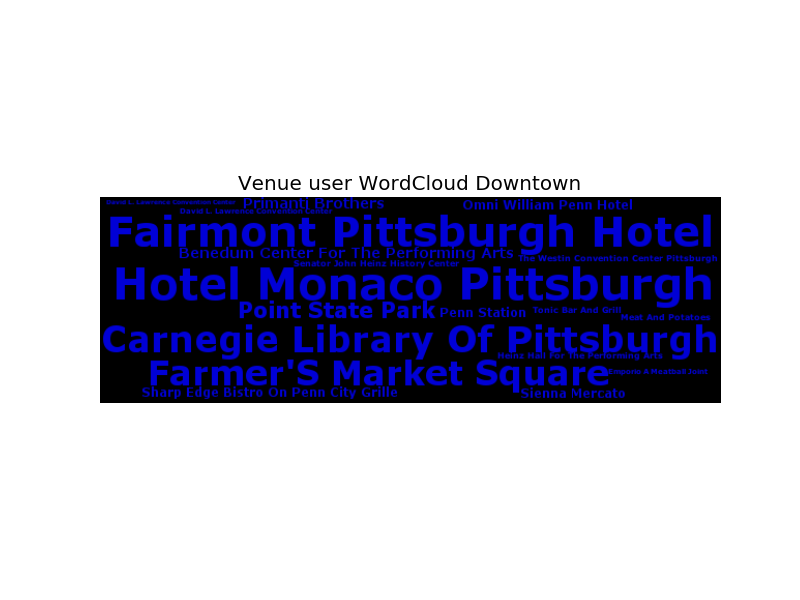 Venue user WordCloud Downtown
David L. Lawrence Convention Center
Primanti Brothers
Omni William Penn Hotel
David L. Lawrence Convention Center
Fairmont Pittsburgh Hotel
Benedum Center For The Performing Arts
The Westin Convention Center Pittsburgh
Senator John Heinz History Center
Hotel Monaco Pittsburgh
Point State Park
Penn Station
Tonic Bar And Grill
Meat And Potatoes
Carnegie Library Of Pittsburgh
Heinz Hall For The Performing Arts
Farmer'S Market Square
Emporio A Meatball Joint
Sharp Edge Bistro On Penn City Grille
Sienna Mercato